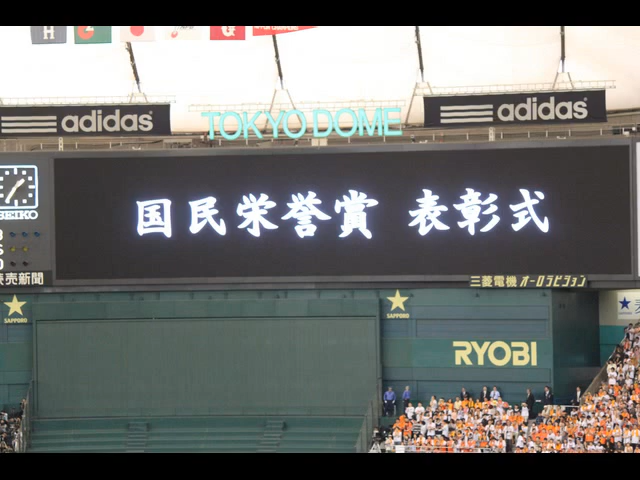 adidas
TOKYO DOME
adidas
SEIKO
国民栄誉賞 表彰式
読売新聞
三菱電機 オーロラビジョン
SAPPORO
SAPPORO
RYOBI